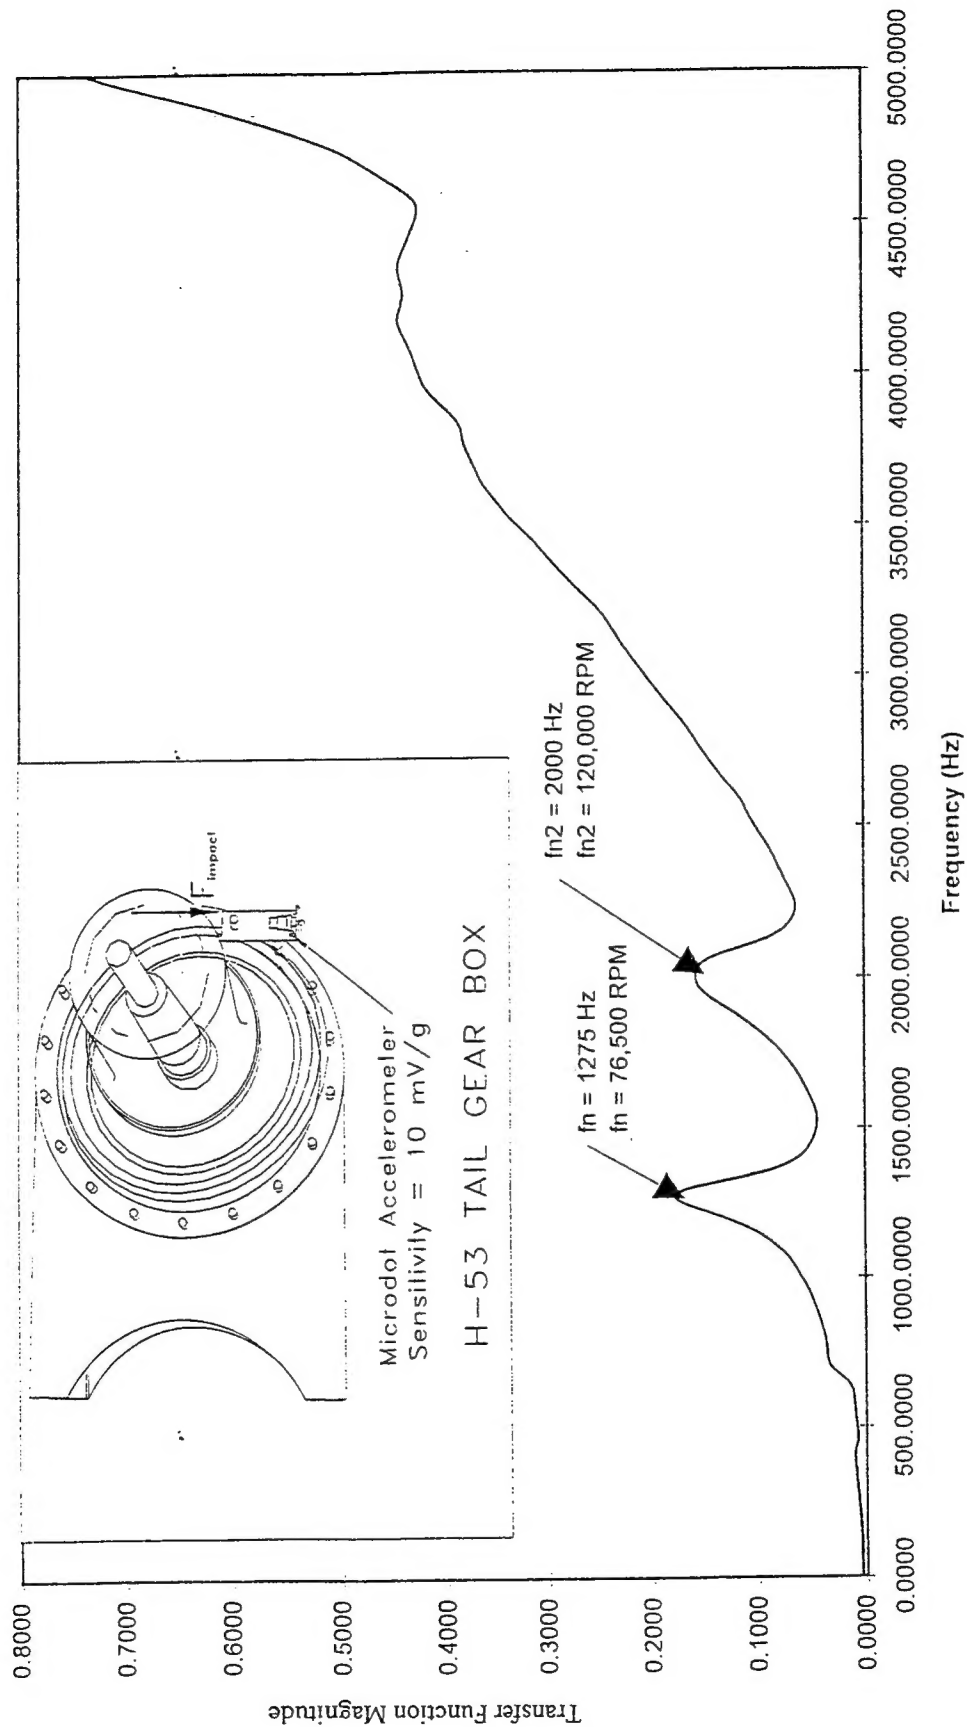 Transfer Function Magnitude
0.8000
0.7000
0.6000
0.5000
0.4000
0.3000
0.2000
0.1000
0.0000
F impact
Microdot Accelerometer
Sensitivity = 10 mV/g
H-53 TAIL GEAR BOX
fn = 1275 Hz
fn = 76,500 RPM
fn2 = 2000 Hz
fn2 = 120,000 RPM
0.0000
500.0000
1000.0000
1500.0000
2000.0000
2500.0000
3000.0000
3500.0000
4000.0000
4500.0000
5000.0000
Frequency (Hz)